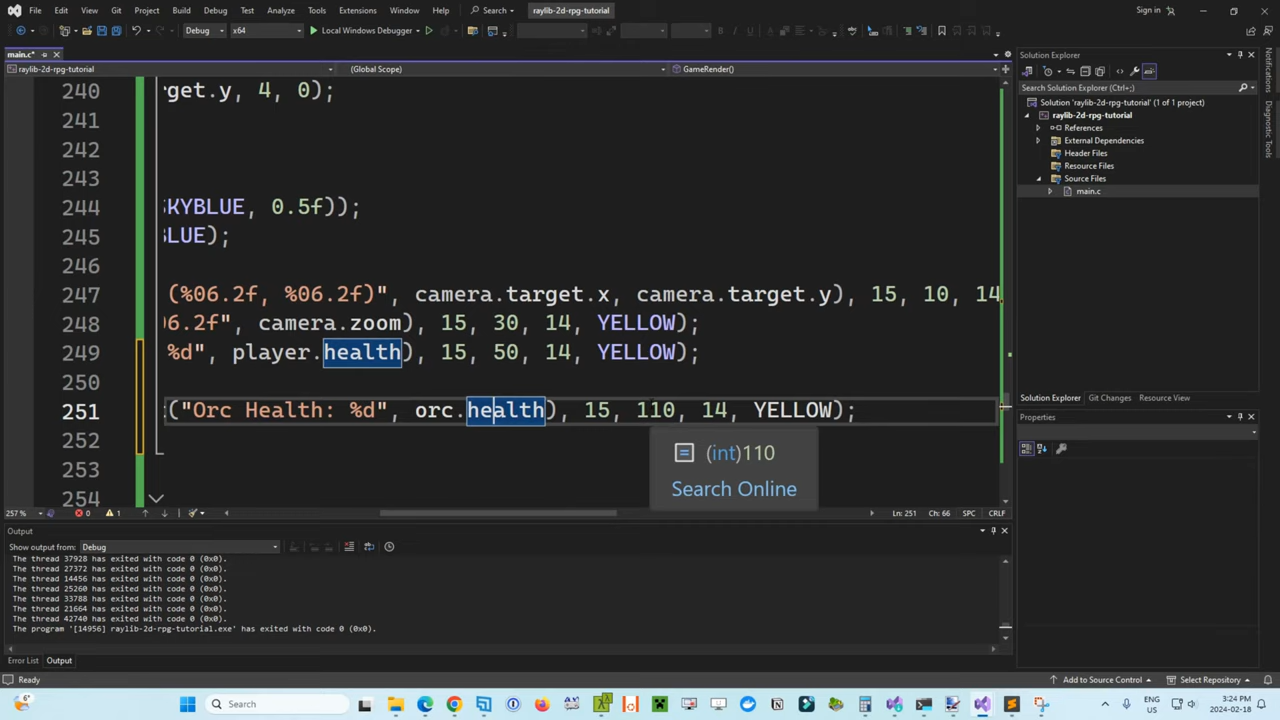 File Edit View Git Project Build Debug Test Analyze Tools Extensions Window Help Search raylib-2d-rpg-tutorial Sign in
Debug x64 Local Windows Debugger
main.c*
raylib-2d-rpg-tutorial (Global Scope) GameRender()
240 rget.y, 4, 0);
241
242
243
244 SKYBLUE, 0.5f));
245 BLUE);
246
247 (%06.2f, %06.2f)", camera.target.x, camera.target.y), 15, 10, 14
248 06.2f", camera.zoom), 15, 30, 14, YELLOW);
249 %d", player.health), 15, 50, 14, YELLOW);
250
251 t("Orc Health: %d", orc.health), 15, 110, 14, YELLOW);
252
253
254
(int)110
Search Online
257 % 0 1 Ln: 251 Ch: 66 SPC CRLF
Output
Show output from: Debug
The thread 37928 has exited with code 0 (0x0).
The thread 27372 has exited with code 0 (0x0).
The thread 14456 has exited with code 0 (0x0).
The thread 25260 has exited with code 0 (0x0).
The thread 33788 has exited with code 0 (0x0).
The thread 21664 has exited with code 0 (0x0).
The thread 42740 has exited with code 0 (0x0).
The program '[14956] raylib-2d-rpg-tutorial.exe' has exited with code 0 (0x0).
Error List Output
Solution Explorer
Search Solution Explorer (Ctrl+;)
Solution 'raylib-2d-rpg-tutorial' (1 of 1 project)
raylib-2d-rpg-tutorial
References
External Dependencies
Header Files
Resource Files
Source Files
main.c
Solution Explorer Git Changes Resource View
Properties
Notifications
Diagnostic Tools
Ready Add to Source Control Select Repository
6° Search ENG US 3:24 PM 2024-02-18